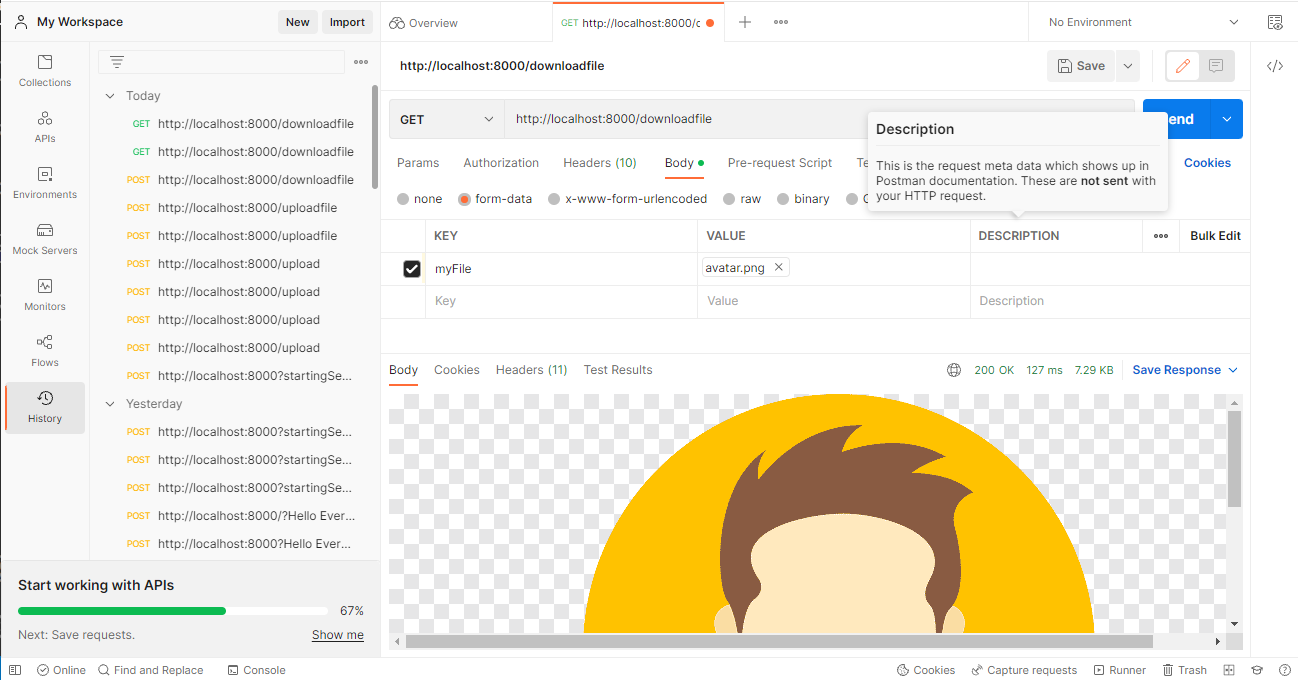 My Workspace
New
Import
Overview
GET http://localhost:8000/d
No Environment
Collections
APIs
Environments
Mock Servers
Monitors
Flows
History
Today
GET http://localhost:8000/downloadfile
GET http://localhost:8000/downloadfile
POST http://localhost:8000/downloadfile
POST http://localhost:8000/uploadfile
POST http://localhost:8000/uploadfile
POST http://localhost:8000/upload
POST http://localhost:8000/upload
POST http://localhost:8000/upload
POST http://localhost:8000/upload
POST http://localhost:8000?startingSe...
Yesterday
POST http://localhost:8000?startingSe...
POST http://localhost:8000?startingSe...
POST http://localhost:8000?startingSe...
POST http://localhost:8000/?Hello Ever...
POST http://localhost:8000?Hello Ever...
Start working with APIs
67%
Next: Save requests.
Show me
http://localhost:8000/downloadfile
Save
</>
GET
http://localhost:8000/downloadfile
end
Params
Authorization
Headers (10)
Body
Pre-request Script
Te
Cookies
Description
This is the request meta data which shows up in
Postman documentation. These are not sent with
your HTTP request.
none
form-data
x-www-form-urlencoded
raw
binary
KEY
VALUE
DESCRIPTION
Bulk Edit
myFile
avatar.png
Key
Value
Description
Body
Cookies
Headers (11)
Test Results
200 OK
127 ms
7.29 KB
Save Response
Online
Find and Replace
Console
Cookies
Capture requests
Runner
Trash